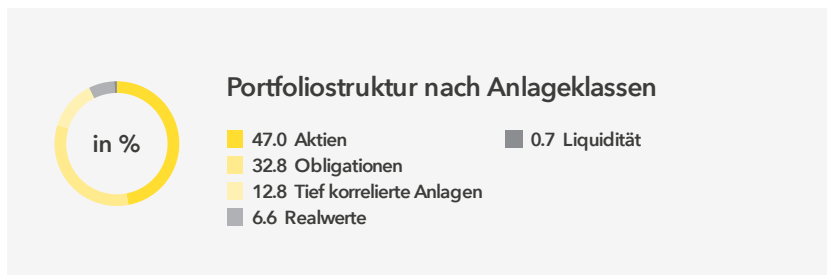 Portfoliostruktur nach Anlageklassen
in %
47.0 Aktien
32.8 Obligationen
12.8 Tief korrelierte Anlagen
6.6 Realwerte
0.7 Liquidität